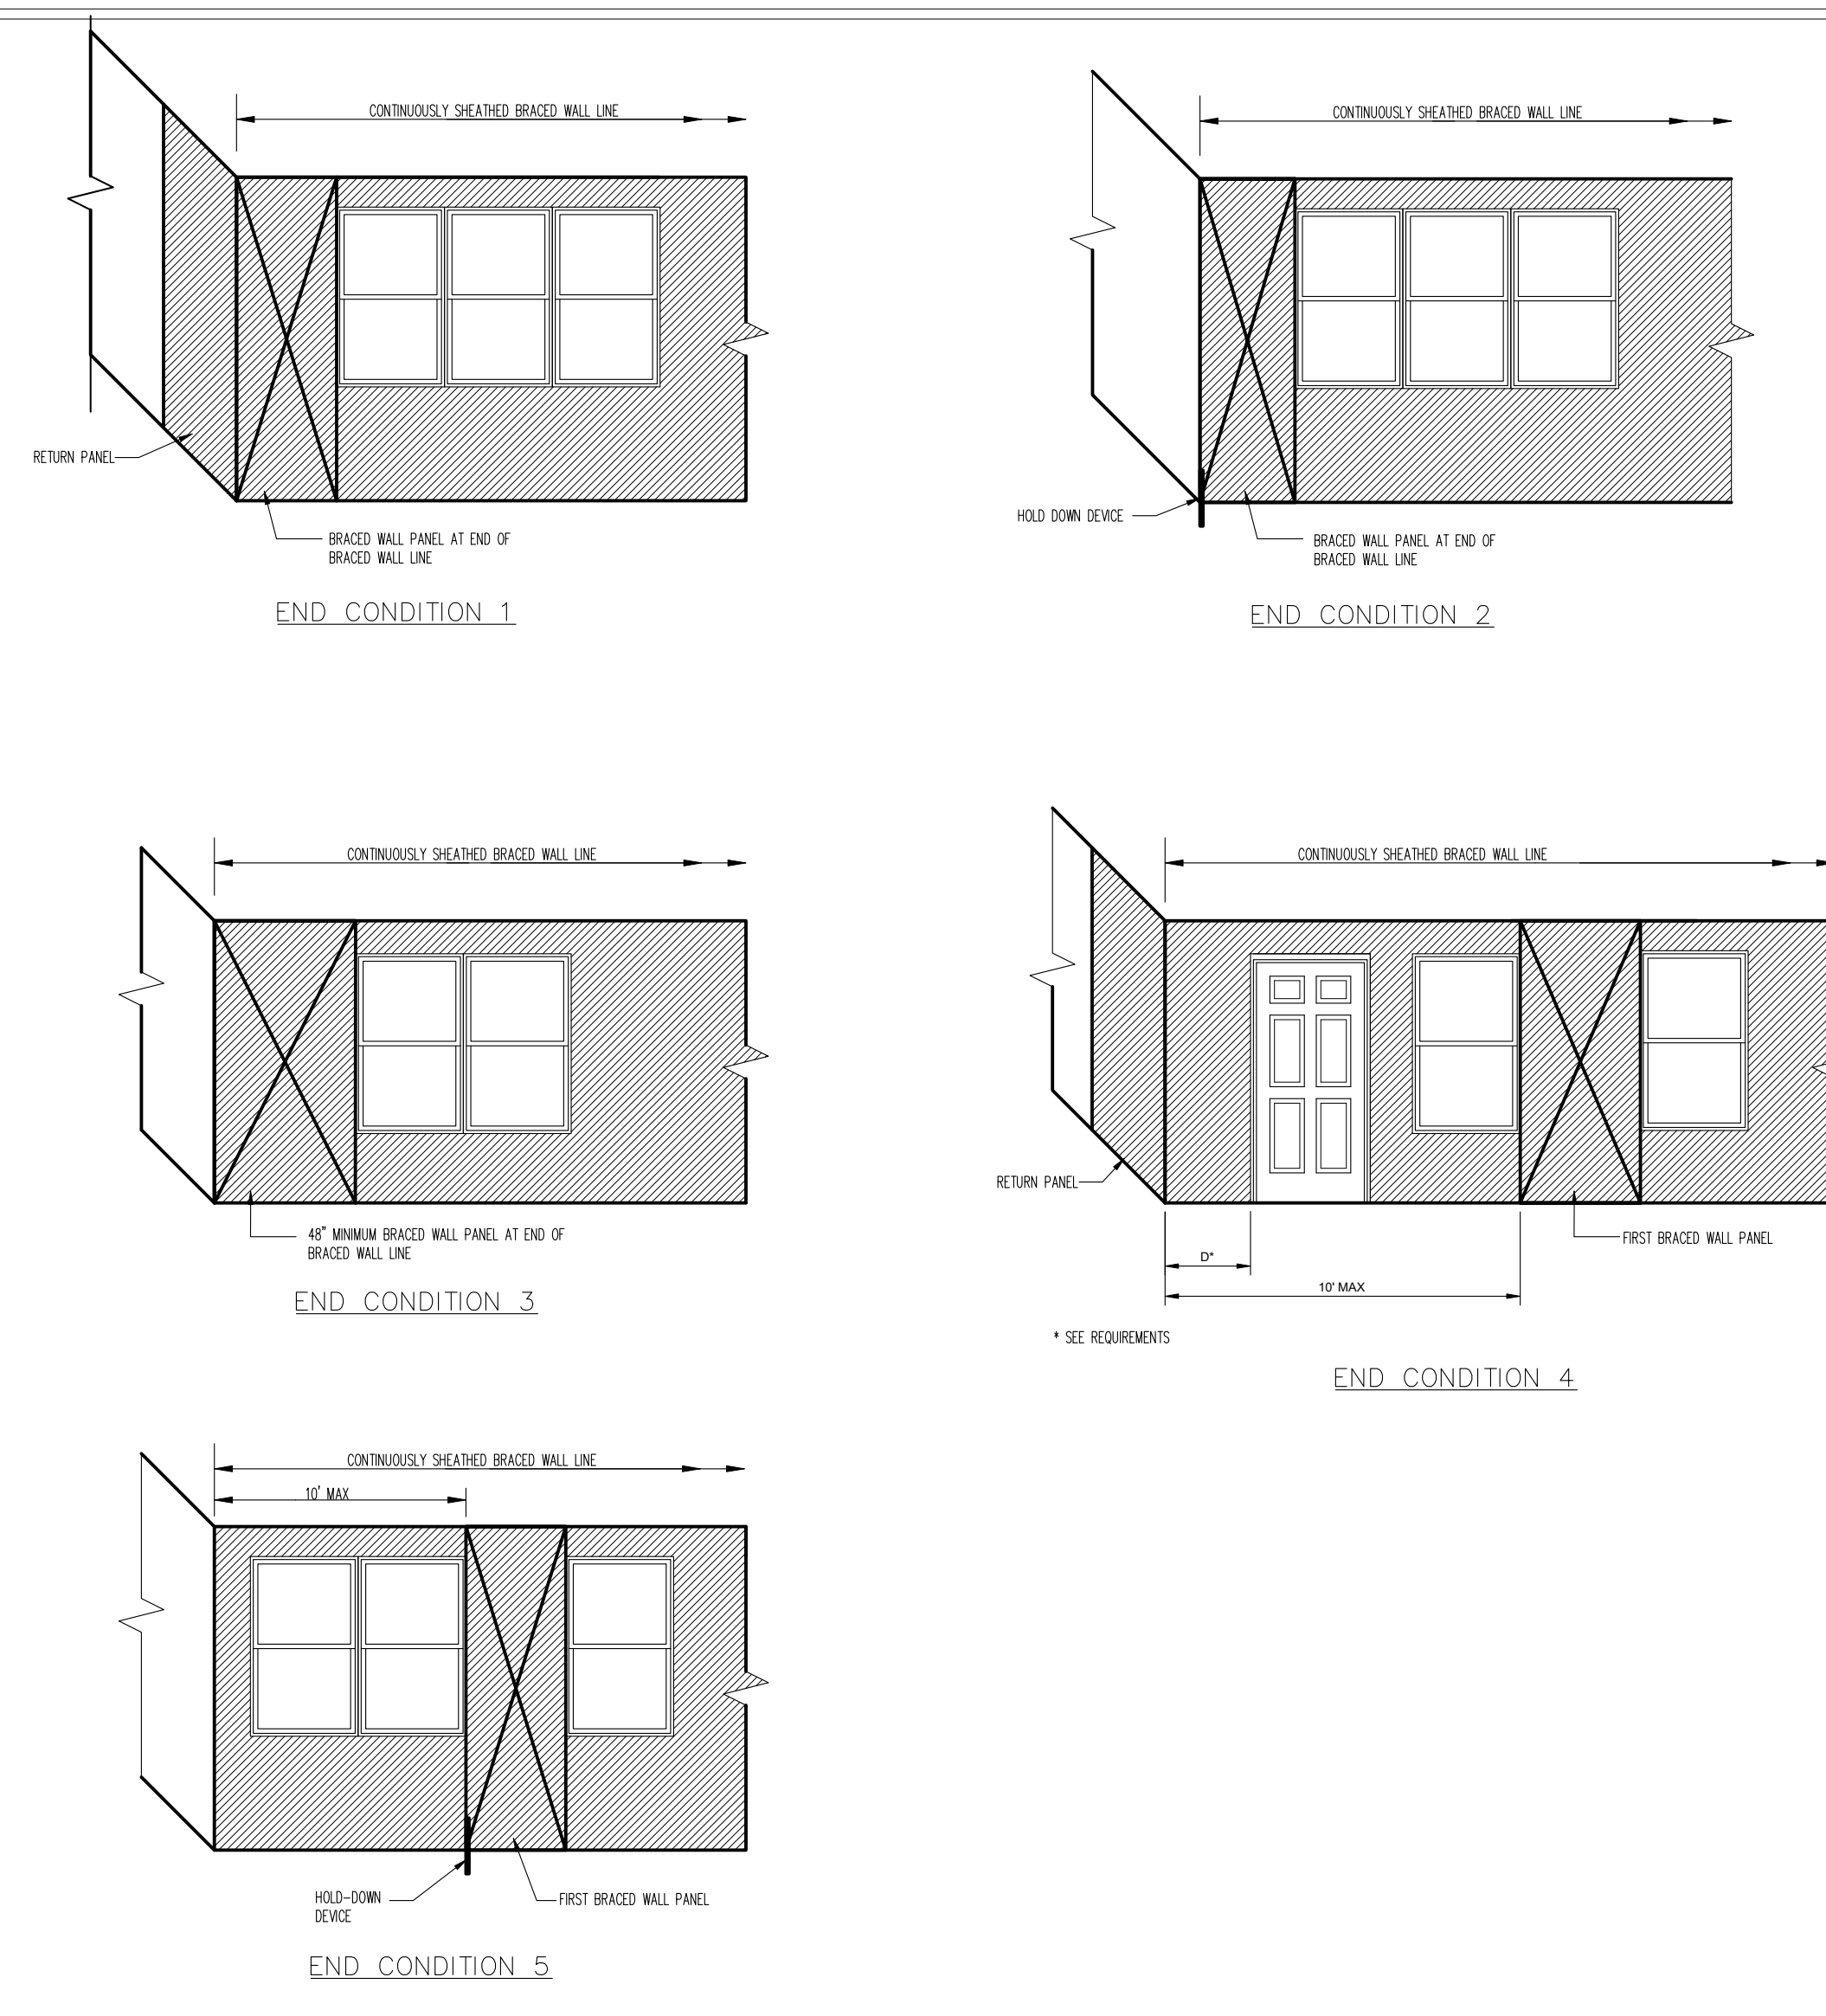 CONTINUOUSLY SHEATHED BRACED WALL LINE
RETURN PANEL
BRACED WALL PANEL AT END OF
BRACED WALL LINE
END CONDITION 1
CONTINUOUSLY SHEATHED BRACED WALL LINE
HOLD DOWN DEVICE
BRACED WALL PANEL AT END OF
BRACED WALL LINE
END CONDITION 2
CONTINUOUSLY SHEATHED BRACED WALL LINE
48" MINIMUM BRACED WALL PANEL AT END OF
BRACED WALL LINE
END CONDITION 3
CONTINUOUSLY SHEATHED BRACED WALL LINE
RETURN PANEL
FIRST BRACED WALL PANEL
D*
10' MAX
* SEE REQUIREMENTS
END CONDITION 4
CONTINUOUSLY SHEATHED BRACED WALL LINE
10' MAX
HOLD-DOWN
DEVICE
FIRST BRACED WALL PANEL
END CONDITION 5